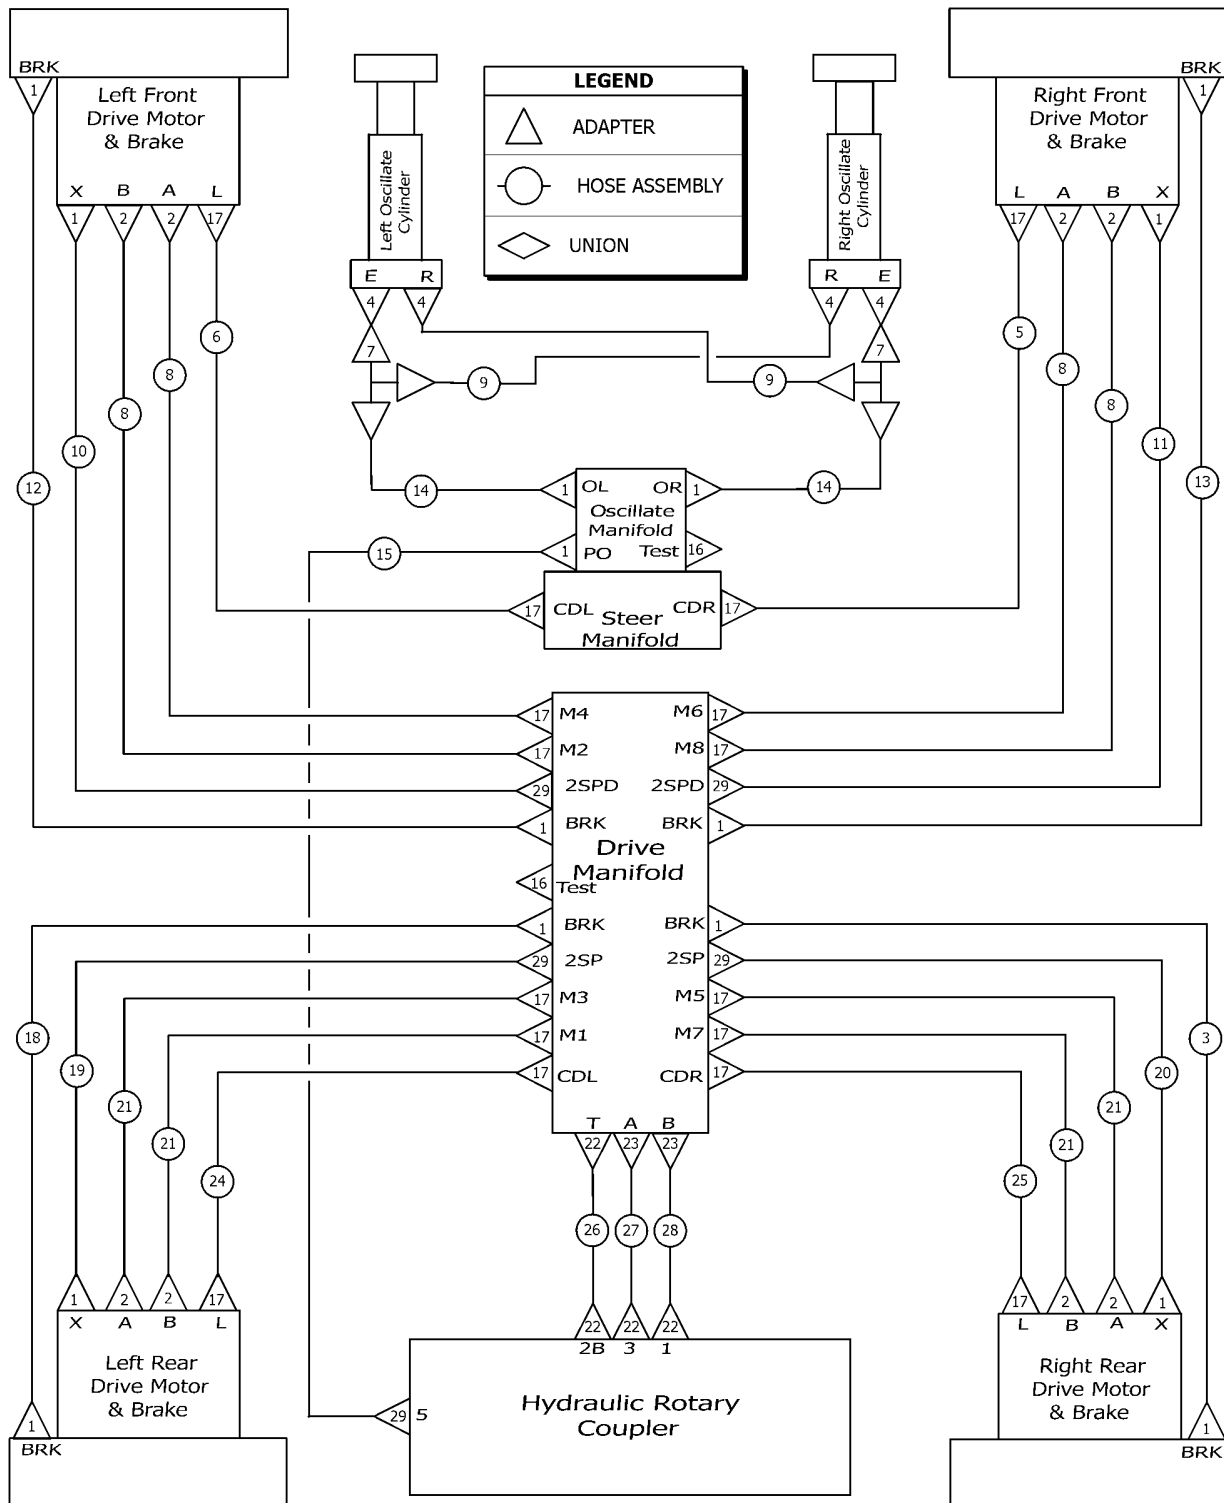 BRK
1
Left Front
Drive Motor
& Brake
X B A L
1 2 2 17
LEGEND
ADAPTER
HOSE ASSEMBLY
UNION
Left Oscillate
Cylinder
E R
4 4
7
Right Oscillate
Cylinder
R E
4 4
7
BRK
1
Right Front
Drive Motor
& Brake
L A B X
17 2 2 1
6
8
8
10
12
9
9
5
8
8
11
13
14
14
15
1 OL OR 1
Oscillate
Manifold
1 PO Test 16
17 CDL CDR 17
Steer
Manifold
17 M4 M6 17
17 M2 M8 17
29 2SPD 2SPD 29
1 BRK BRK 1
Drive
Manifold
16 Test
1 BRK BRK 1
29 2SP 2SP 29
17 M3 M5 17
17 M1 M7 17
17 CDL CDR 17
T A B
22 23 23
26 27 28
22 22 22
2B 3 1
29 5
Hydraulic Rotary
Coupler
18
19
21
21
24
1 2 2 17
X A B L
Left Rear
Drive Motor
& Brake
1
BRK
3
20
21
21
25
17 2 2 1
L B A X
Right Rear
Drive Motor
& Brake
1
BRK